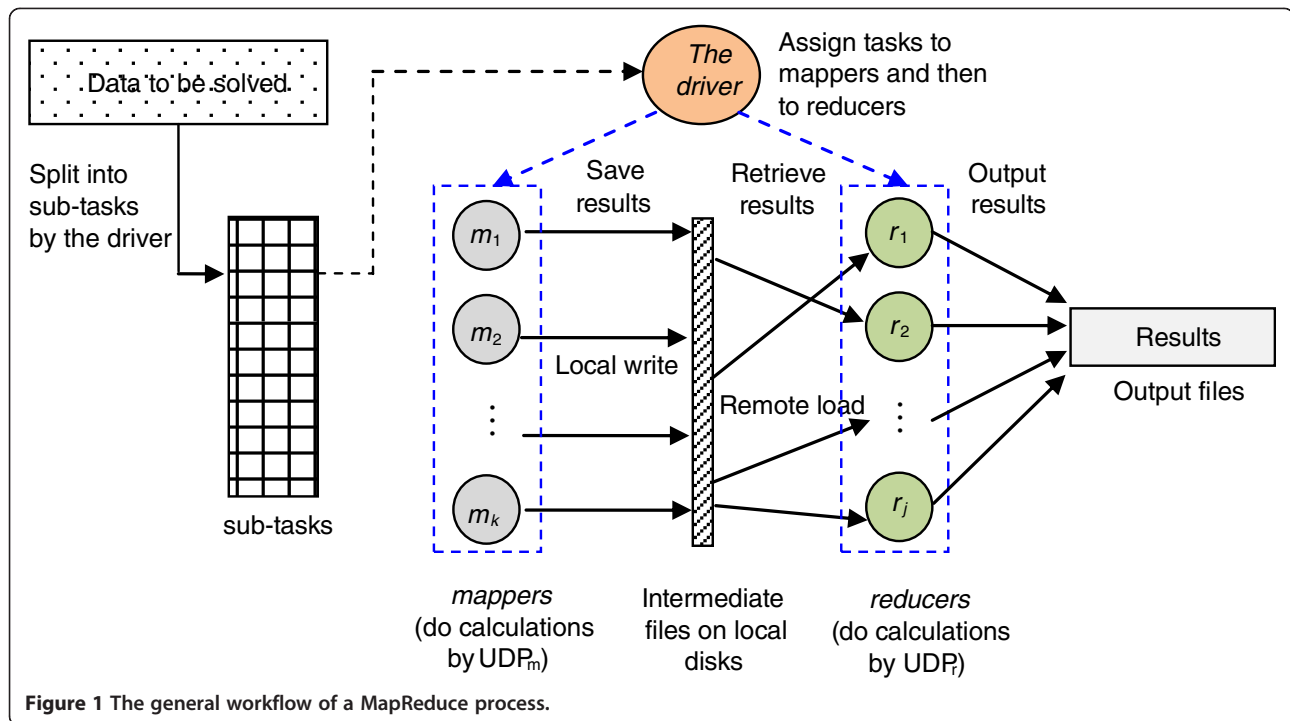 Data to be solved
Split into
sub-tasks
by the driver
sub-tasks
The
driver
Assign tasks to
mappers and then
to reducers
Save
results
Retrieve
results
Output
results
m1
m2
⋮
mk
Local write
Remote load
r1
r2
⋮
rj
Results
Output files
mappers
(do calculations
by UDPm)
Intermediate
files on local
disks
reducers
(do calculations
by UDPr)
Figure 1 The general workflow of a MapReduce process.